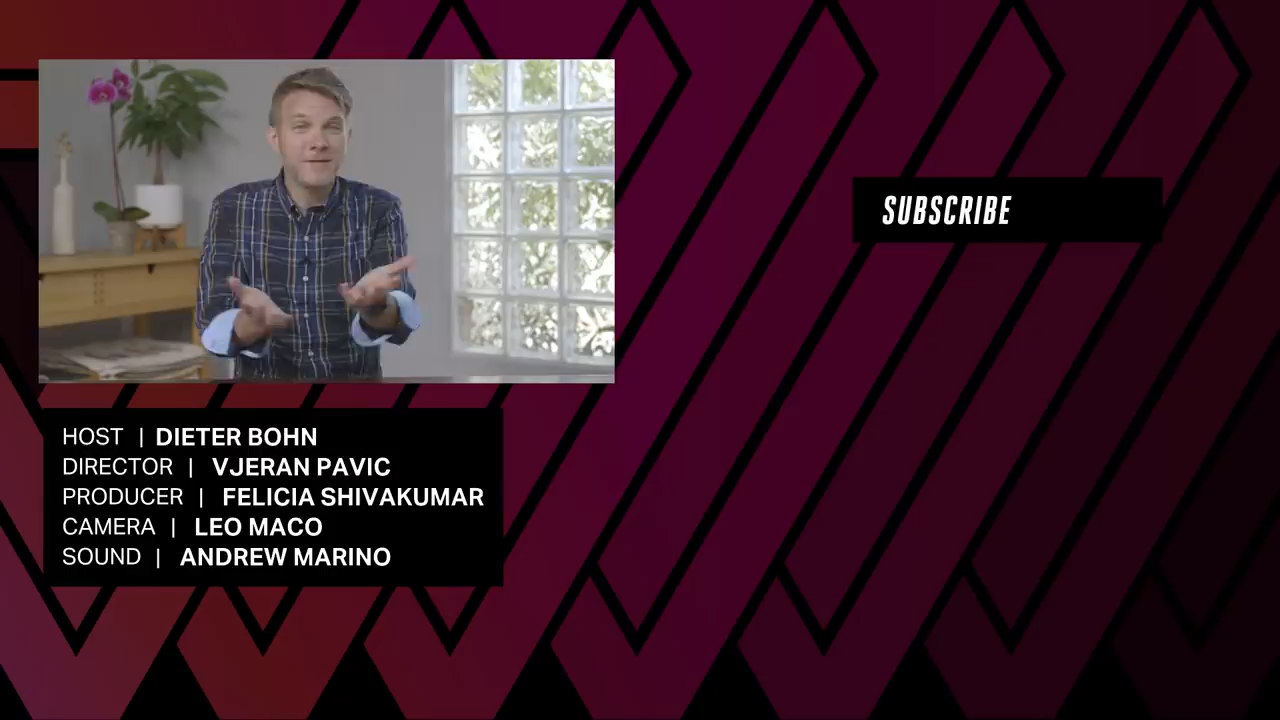 SUBSCRIBE
HOST | DIETER BOHN
DIRECTOR | VJERAN PAVIC
PRODUCER | FELICIA SHIVAKUMAR
CAMERA | LEO MACO
SOUND | ANDREW MARINO